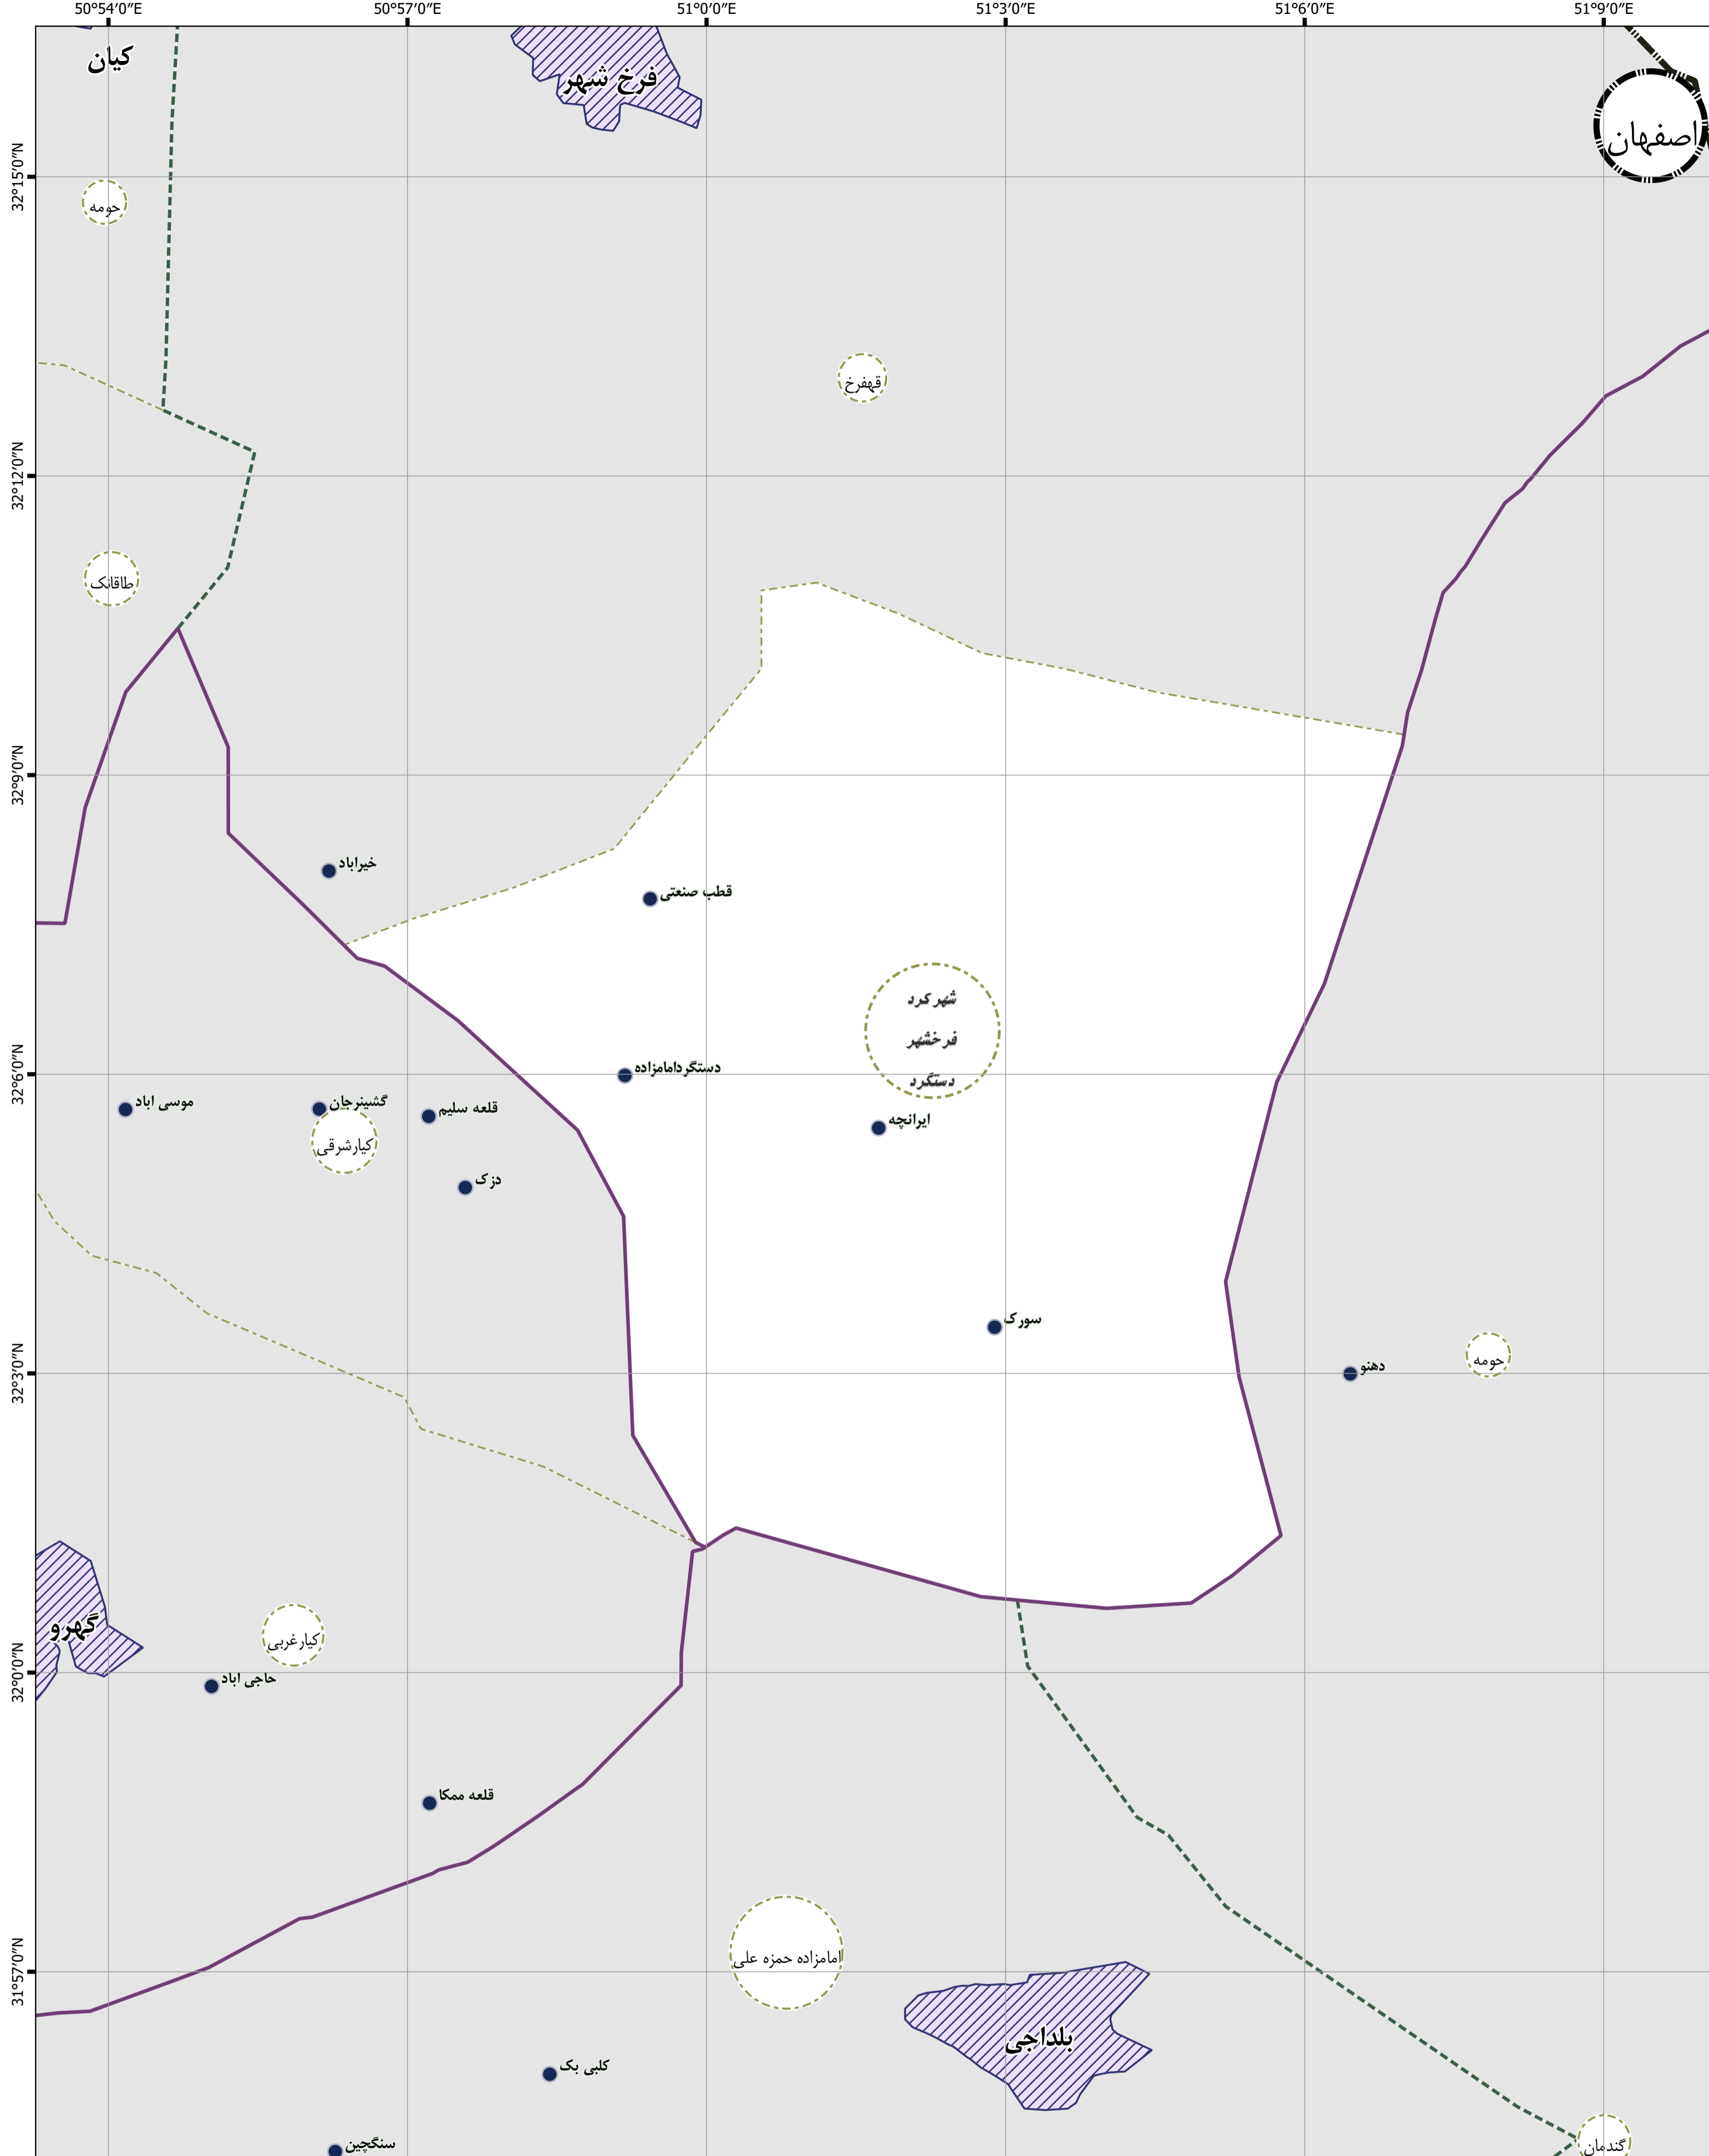 50°54'0"E 50°57'0"E 51°0'0"E 51°3'0"E 51°6'0"E 51°9'0"E
کیان
فرخ شهر
اصفهان
32°15'0"N
حومه
قهفرخ
32°12'0"N
طاقانک
32°9'0"N
خیراباد
قطب صنعتی
شهر کرد
فرخشهر
دستگرد
32°6'0"N
دستگردامامزاده
موسی اباد
گشنیزجان
قلعه سلیم
ایرانچه
کیارشرقی
دزک
سورک
32°3'0"N
دهنو
حومه
گهرو
کیارغربی
32°0'0"N
حاجی اباد
قلعه ممکا
31°57'0"N
امامزاده حمزه علی
بلداجی
کلبی بک
سنگچین
گندمان